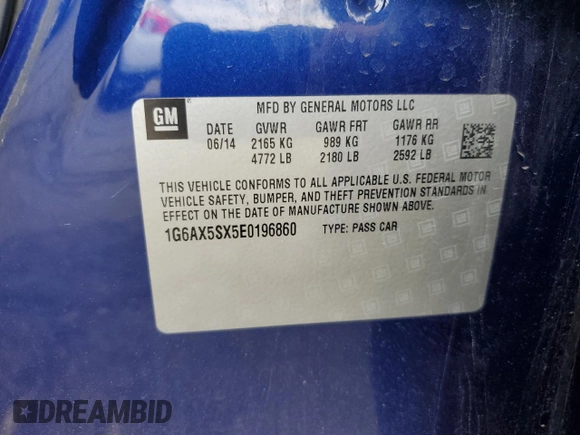 GM
MFD BY GENERAL MOTORS LLC
DATE GVWR GAWR FRT GAWR RR
06/14 2165 KG 989 KG 1176 KG
4772 LB 2180 LB 2592 LB
THIS VEHICLE CONFORMS TO ALL APPLICABLE U.S. FEDERAL MOTOR
VEHICLE SAFETY, BUMPER, AND THEFT PREVENTION STANDARDS IN
EFFECT ON THE DATE OF MANUFACTURE SHOWN ABOVE.
1G6AX5SX5E0196860 TYPE: PASS CAR
DREAMBID